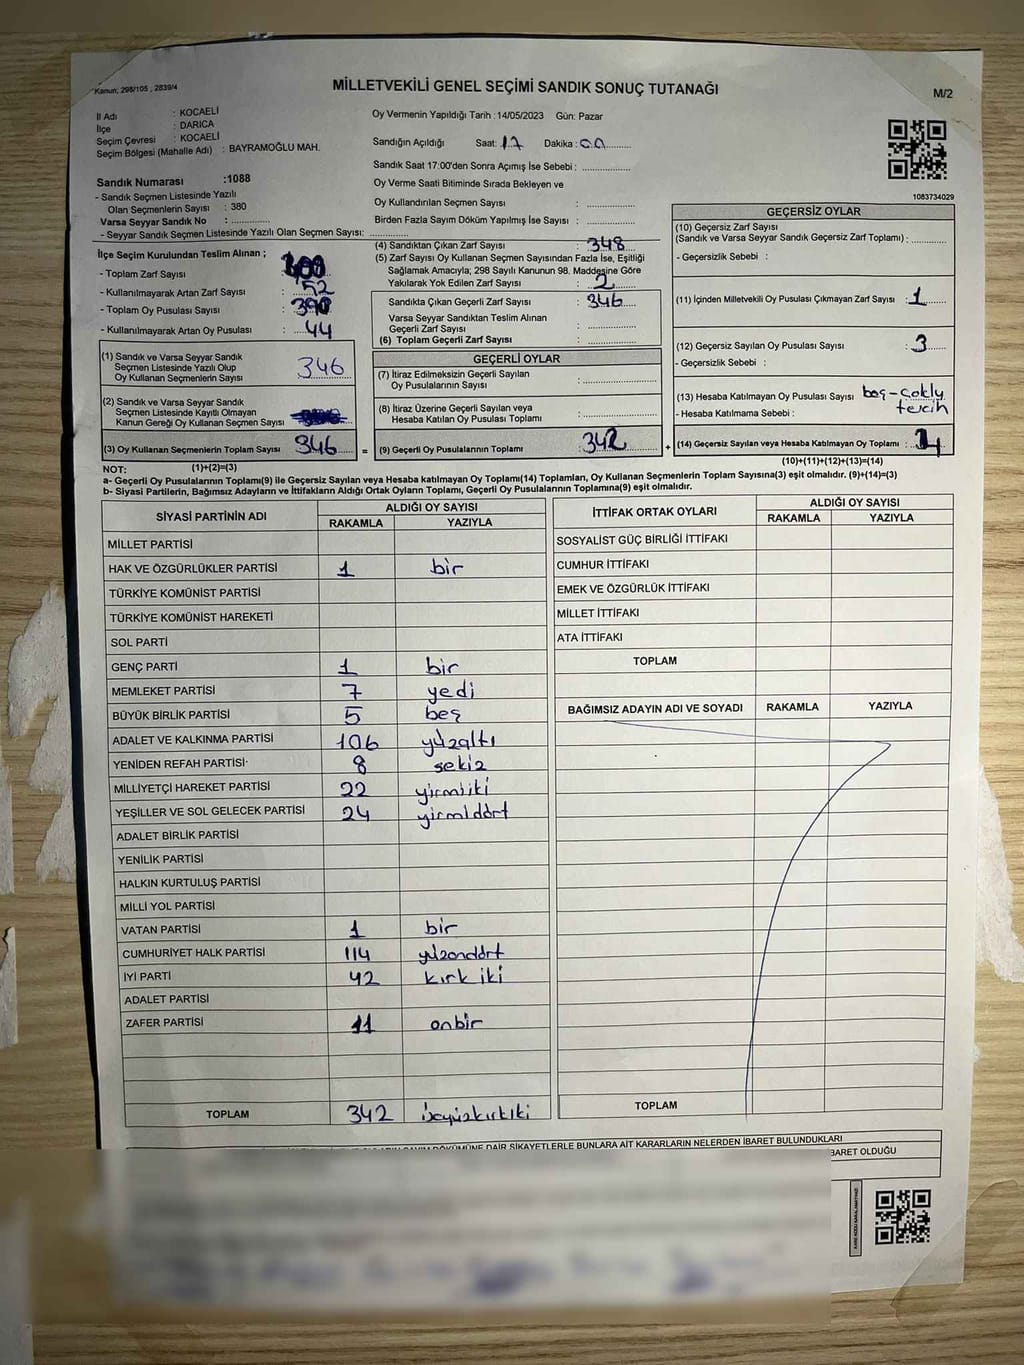 Kanun; 298/105 , 2839/4
MİLLETVEKİLİ GENEL SEÇİMİ SANDIK SONUÇ TUTANAĞI
M/2
İl Adı : KOCAELİ
İlçe : DARICA
Seçim Çevresi : KOCAELİ
Seçim Bölgesi (Mahalle Adı) : BAYRAMOĞLU MAH.
Sandık Numarası :1088
- Sandık Seçmen Listesinde Yazılı
Olan Seçmenlerin Sayısı : 380
Varsa Seyyar Sandık No : ..............
- Seyyar Sandık Seçmen Listesinde Yazılı Olan Seçmen Sayısı: ..............
Oy Vermenin Yapıldığı Tarih : 14/05/2023 Gün: Pazar
Sandığın Açıldığı Saat: 17 Dakika : 00
Sandık Saat 17:00'den Sonra Açımış İse Sebebi : ..............
Oy Verme Saati Bitiminde Sırada Bekleyen ve
Oy Kullandırılan Seçmen Sayısı : ..............
Birden Fazla Sayım Döküm Yapılmış İse Sayısı : ..............
1083734029
İlçe Seçim Kurulundan Teslim Alınan ;
- Toplam Zarf Sayısı : 400
- Kullanılmayarak Artan Zarf Sayısı : 52
- Toplam Oy Pusulası Sayısı : 390
- Kullanılmayarak Artan Oy Pusulası : 44
(1) Sandık ve Varsa Seyyar Sandık
Seçmen Listesinde Yazılı Olup
Oy Kullanan Seçmenlerin Sayısı 346
(2) Sandık ve Varsa Seyyar Sandık
Seçmen Listesinde Kayıtlı Olmayan
Kanun Gereği Oy Kullanan Seçmen Sayısı
(3) Oy Kullanan Seçmenlerin Toplam Sayısı 346 =
(4) Sandıktan Çıkan Zarf Sayısı : 348
(5) Zarf Sayısı Oy Kullanan Seçmen Sayısından Fazla İse, Eşitliği
Sağlamak Amacıyla; 298 Sayılı Kanunun 98. Maddesine Göre
Yakılarak Yok Edilen Zarf Sayısı : 2
Sandıkta Çıkan Geçerli Zarf Sayısı : 346
Varsa Seyyar Sandıktan Teslim Alınan
Geçerli Zarf Sayısı : ..............
(6) Toplam Geçerli Zarf Sayısı : ..............
GEÇERLİ OYLAR
(7) İtiraz Edilmeksizin Geçerli Sayılan
Oy Pusulalarının Sayısı : ..............
(8) İtiraz Üzerine Geçerli Sayılan veya
Hesaba Katılan Oy Pusulası Toplamı : ..............
(9) Geçerli Oy Pusulalarının Toplamı : 342 +
GEÇERSİZ OYLAR
(10) Geçersiz Zarf Sayısı
(Sandık ve Varsa Seyyar Sandık Geçersiz Zarf Toplamı) : ..............
- Geçersizlik Sebebi :
(11) İçinden Milletvekili Oy Pusulası Çıkmayan Zarf Sayısı : 1
(12) Geçersiz Sayılan Oy Pusulası Sayısı : 3
- Geçersizlik Sebebi :
(13) Hesaba Katılmayan Oy Pusulası Sayısı boş-çoklu
- Hesaba Katılmama Sebebi : tercih
(14) Geçersiz Sayılan veya Hesaba Katılmayan Oy Toplamı : 4
(10)+(11)+(12)+(13)=(14)
NOT: (1)+(2)=(3)
a- Geçerli Oy Pusulalarının Toplamı(9) ile Geçersiz Sayılan veya Hesaba katılmayan Oy Toplamı(14) Toplamları, Oy Kullanan Seçmenlerin Toplam Sayısına(3) eşit olmalıdır. (9)+(14)=(3)
b- Siyasi Partilerin, Bağımsız Adayların ve İttifakların Aldığı Ortak Oyların Toplamı, Geçerli Oy Pusulalarının Toplamına(9) eşit olmalıdır.
SİYASİ PARTİNİN ADI
ALDIĞI OY SAYISI
RAKAMLA YAZIYLA
MİLLET PARTİSİ
HAK VE ÖZGÜRLÜKLER PARTİSİ 1 bir
TÜRKİYE KOMÜNİST PARTİSİ
TÜRKİYE KOMÜNİST HAREKETİ
SOL PARTİ
GENÇ PARTİ 1 bir
MEMLEKET PARTİSİ 7 yedi
BÜYÜK BİRLİK PARTİSİ 5 beş
ADALET VE KALKINMA PARTİSİ 106 yüzaltı
YENİDEN REFAH PARTİSİ 8 sekiz
MİLLİYETÇİ HAREKET PARTİSİ 22 yirmiiki
YEŞİLLER VE SOL GELECEK PARTİSİ 24 yirmidört
ADALET BİRLİK PARTİSİ
YENİLİK PARTİSİ
HALKIN KURTULUŞ PARTİSİ
MİLLİ YOL PARTİSİ
VATAN PARTİSİ 1 bir
CUMHURİYET HALK PARTİSİ 114 yüzondört
İYİ PARTİ 42 kırk iki
ADALET PARTİSİ
ZAFER PARTİSİ 11 onbir
TOPLAM 342 üçyüzkırkiki
İTTİFAK ORTAK OYLARI
ALDIĞI OY SAYISI
RAKAMLA YAZIYLA
SOSYALİST GÜÇ BİRLİĞİ İTTİFAKI
CUMHUR İTTİFAKI
EMEK VE ÖZGÜRLÜK İTTİFAKI
MİLLET İTTİFAKI
ATA İTTİFAKI
TOPLAM
BAĞIMSIZ ADAYIN ADI VE SOYADI RAKAMLA YAZIYLA
TOPLAM
DÖKÜMÜNE DAİR ŞİKAYETLERLE BUNLARA AİT KARARLARIN NELERDEN İBARET BULUNDUKLARI
BARET OLDUĞU